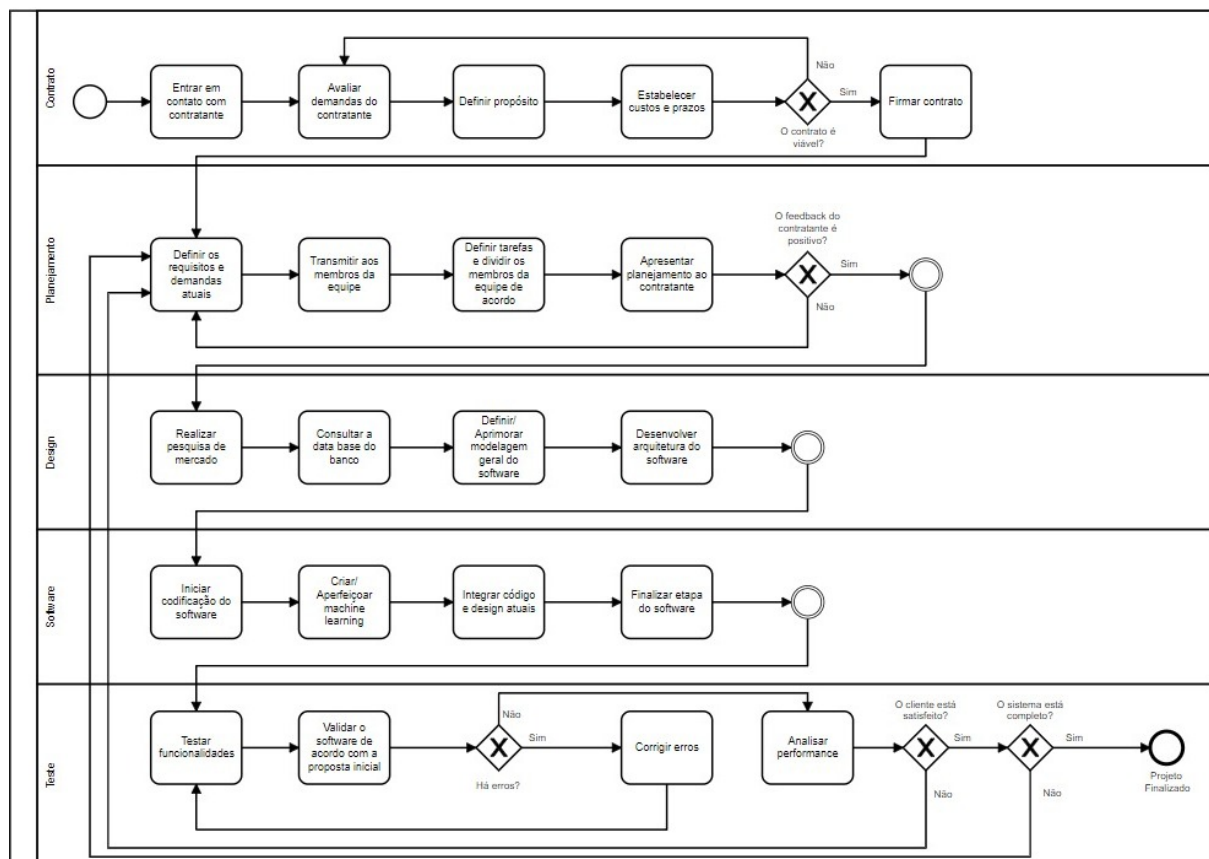 Contrato
Entrar em
contato com
contratante
Avaliar
demandas do
contratante
Definir propósito
Estabelecer
custos e prazos
Não
Sim
O contrato é
viável?
Firmar contrato
Planejamento
Definir os
requisitos e
demandas
atuais
Transmitir aos
membros da
equipe
Definir tarefas
e dividir os
membros da
equipe de
acordo
Apresentar
planejamento ao
contratante
O feedback do
contratante é
positivo?
Sim
Não
Design
Realizar
pesquisa de
mercado
Consultar a
data base do
banco
Definir/
Aprimorar
modelagem
geral do
software
Desenvolver
arquitetura do
software
Software
Iniciar
codificação do
software
Criar/
Aperfeiçoar
machine
learning
Integrar código
e design atuais
Finalizar etapa
do software
Teste
Testar
funcionalidades
Validar o
software de
acordo com a
proposta inicial
Não
Sim
Há erros?
Corrigir erros
Analisar
performance
O cliente está
satisfeito?
Sim
Não
O sistema está
completo?
Sim
Não
Projeto
Finalizado